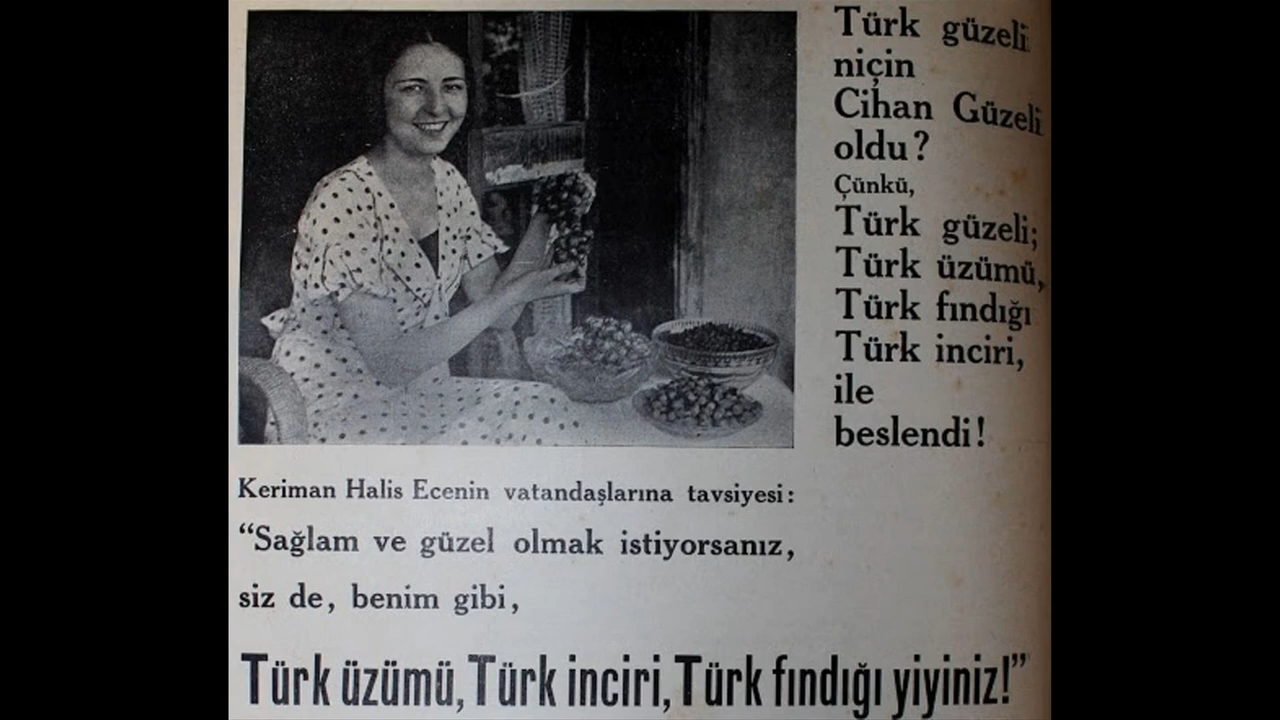 Türk güzeli
niçin
Cihan Güzeli
oldu?
Çünkü,
Türk güzeli;
Türk üzümü,
Türk fındığı
Türk inciri,
ile
beslendi!
Keriman Halis Ecenin vatandaşlarına tavsiyesi:
“Sağlam ve güzel olmak istiyorsanız,
siz de, benim gibi,
Türk üzümü, Türk inciri, Türk fındığı yiyiniz!”